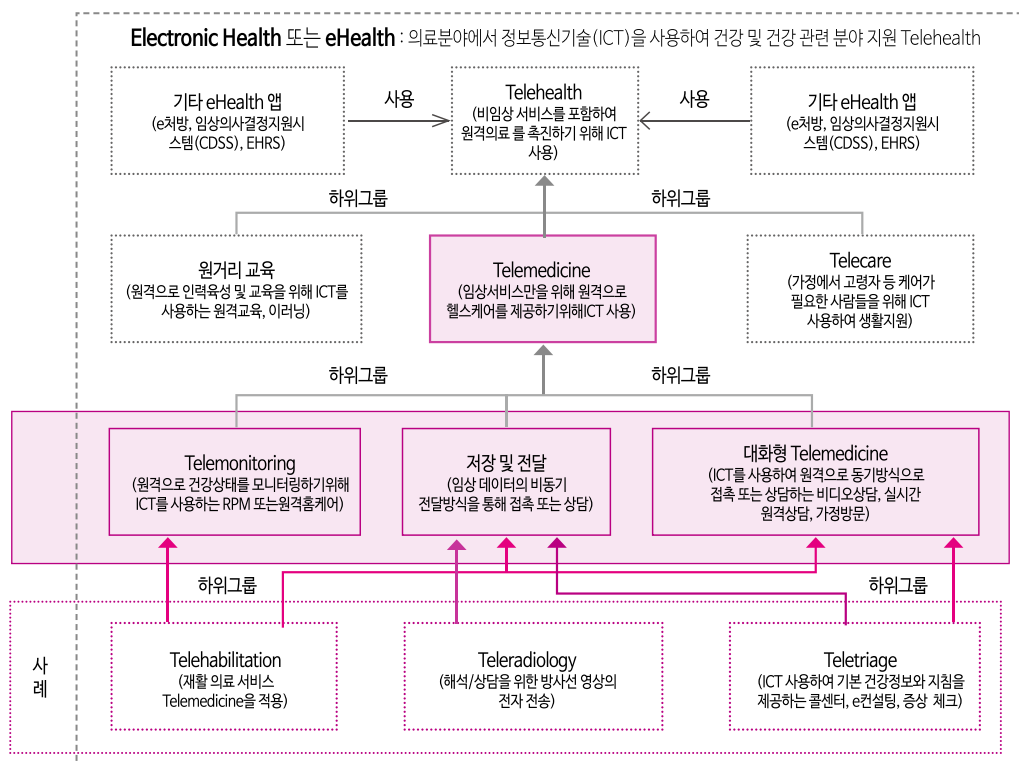 Electronic Health 또는 eHealth : 의료분야에서 정보통신기술(ICT)을 사용하여 건강 및 건강 관련 분야 지원 Telehealth
기타 eHealth 앱
(e처방, 임상의사결정지원시
스템(CDSS), EHRS)
사용
Telehealth
(비임상 서비스를 포함하여
원격의료 를 촉진하기 위해 ICT
사용)
사용
기타 eHealth 앱
(e처방, 임상의사결정지원시
스템(CDSS), EHRS)
하위그룹
하위그룹
원거리 교육
(원격으로 인력육성 및 교육을 위해 ICT를
사용하는 원격교육, 이러닝)
Telemedicine
(임상서비스만을 위해 원격으로
헬스케어를 제공하기위해ICT 사용)
Telecare
(가정에서 고령자 등 케어가
필요한 사람들을 위해 ICT
사용하여 생활지원)
하위그룹
하위그룹
Telemonitoring
(원격으로 건강상태를 모니터링하기위해
ICT를 사용하는 RPM 또는원격홈케어)
저장 및 전달
(임상 데이터의 비동기
전달방식을 통해 접촉 또는 상담)
대화형 Telemedicine
(ICT를 사용하여 원격으로 동기방식으로
접촉 또는 상담하는 비디오상담, 실시간
원격상담, 가정방문)
하위그룹
하위그룹
사
례
Telehabilitation
(재활 의료 서비스
Telemedicine을 적용)
Teleradiology
(해석/상담을 위한 방사선 영상의
전자 전송)
Teletriage
(ICT 사용하여 기본 건강정보와 지침을
제공하는 콜센터, e컨설팅, 증상 체크)